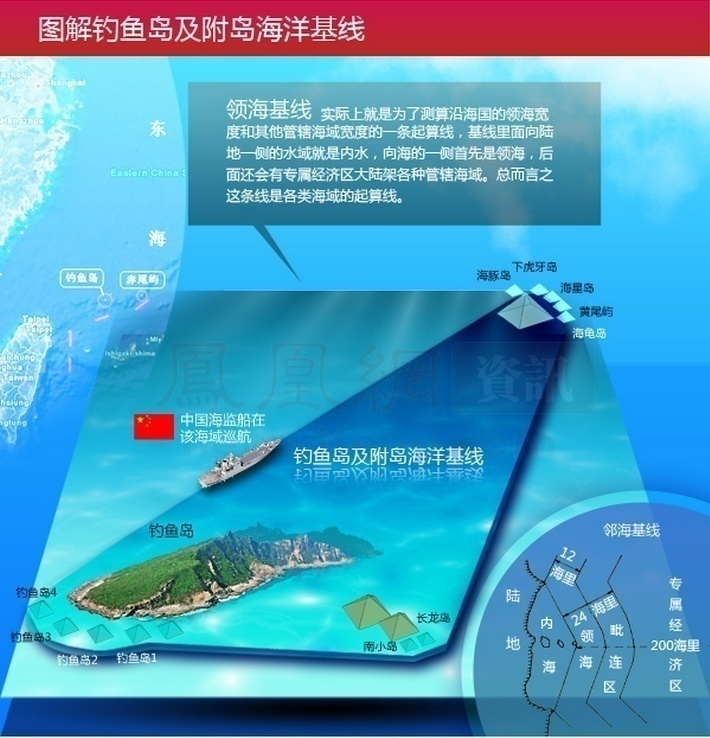 图解钓鱼岛及附岛海洋基线
领海基线 实际上就是为了测算沿海国的领海宽
度和其他管辖海域宽度的一条起算线，基线里面向陆
地一侧的水域就是内水，向海的一侧首先是领海，后
面还会有专属经济区大陆架各种管辖海域。总而言之
这条线是各类海域的起算线。
Shanghai
东
Eastern China S
海
钓鱼岛
赤尾屿
Taipei
Taipei
Ishigakishima
Taiwan
下虎牙岛
海豚岛
海星岛
黄尾屿
海龟岛
鳳凰網 資訊
中国海监船在
该海域巡航
钓鱼岛及附岛海洋基线
钓鱼岛
钓鱼岛4
钓鱼岛3
钓鱼岛2
钓鱼岛1
长龙岛
南小岛
邻海基线
12
海里
24 海里
陆地
内海
领海
毗连区
200海里
专属经济区